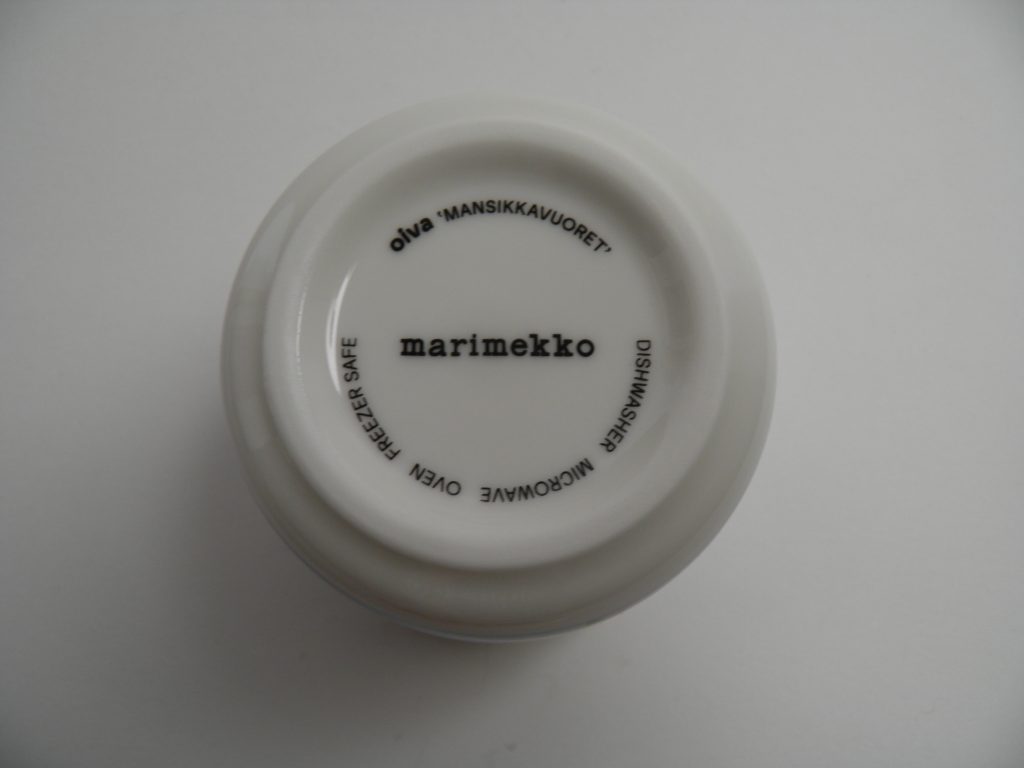 oiva ‘MANSIKKAVUORET’
marimekko
DISHWASHER MICROWAVE OVEN FREEZER SAFE